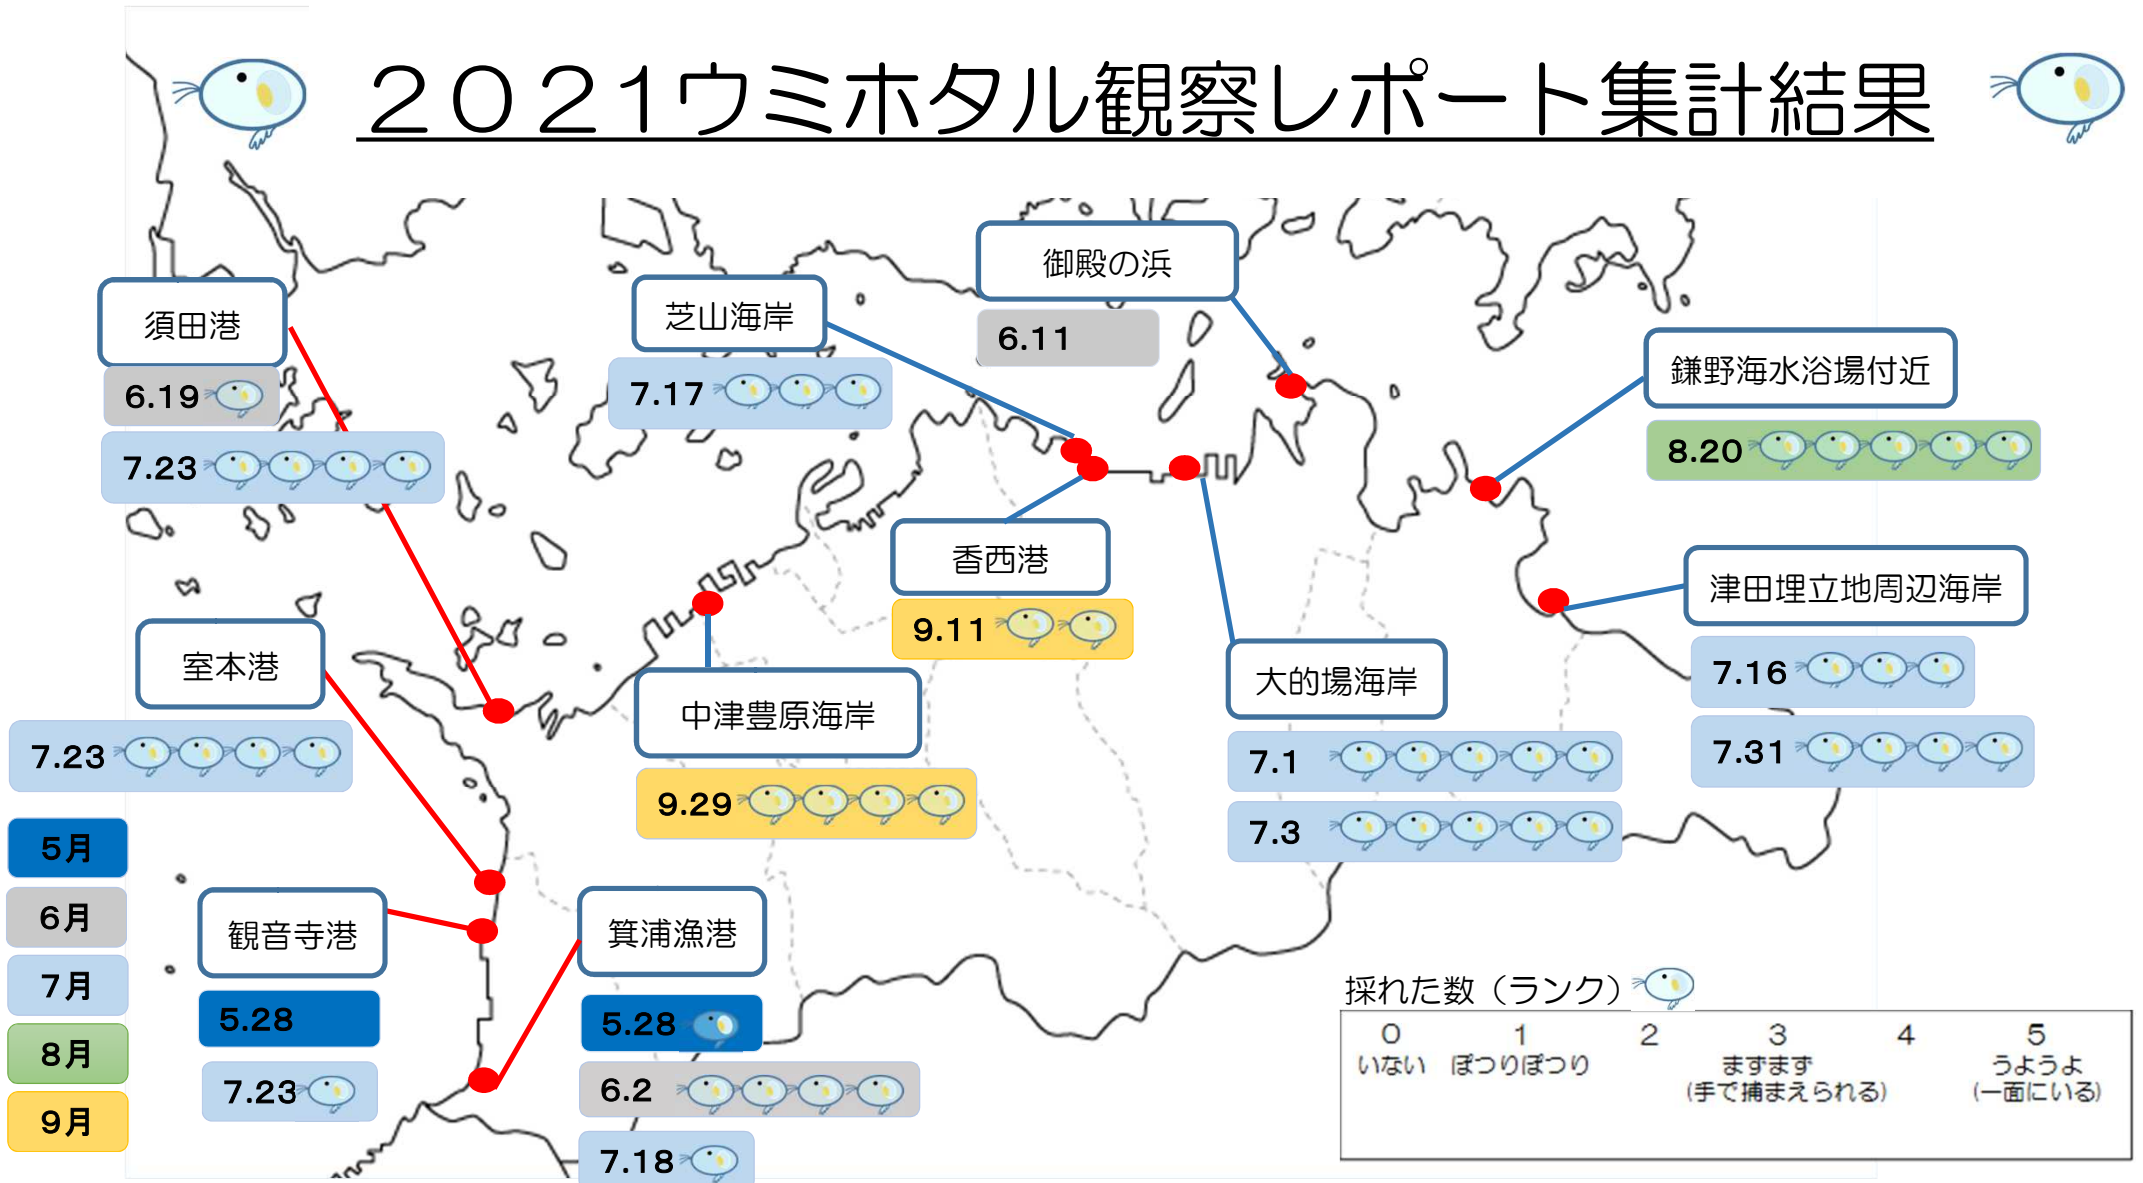 2021ウミホタル観察レポート集計結果
須田港
6.19
7.23
芝山海岸
7.17
御殿の浜
6.11
鎌野海水浴場付近
8.20
香西港
9.11
津田埋立地周辺海岸
7.16
7.31
室本港
7.23
中津豊原海岸
9.29
大的場海岸
7.1
7.3
5月
6月
7月
8月
9月
観音寺港
5.28
7.23
箕浦漁港
5.28
6.2
7.18
採れた数（ランク）
0 1 2 3 4 5
いない ぽつりぽつり まずまず うようよ
(手で捕まえられる) (一面にいる)